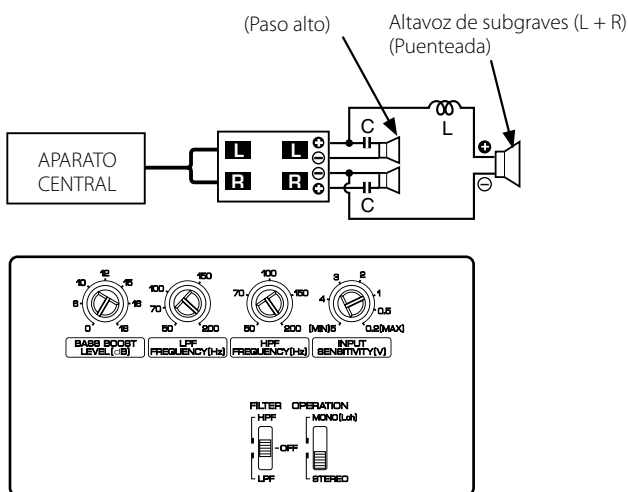 (Paso alto)
Altavoz de subgraves (L + R)
(Puenteada)
APARATO
CENTRAL
L L
R R
C
C
L
12
10 15
6 18
0 18
BASS BOOST
LEVEL(dB)
150
100
70
50 200
LPF
FREQUENCY(Hz)
100
70 150
50 200
HPF
FREQUENCY(Hz)
3 2
4 1
0.5
(MIN)5 0.2(MAX)
INPUT
SENSITIVITY(V)
FILTER OPERATION
HPF MONO(Lch)
OFF
LPF STEREO